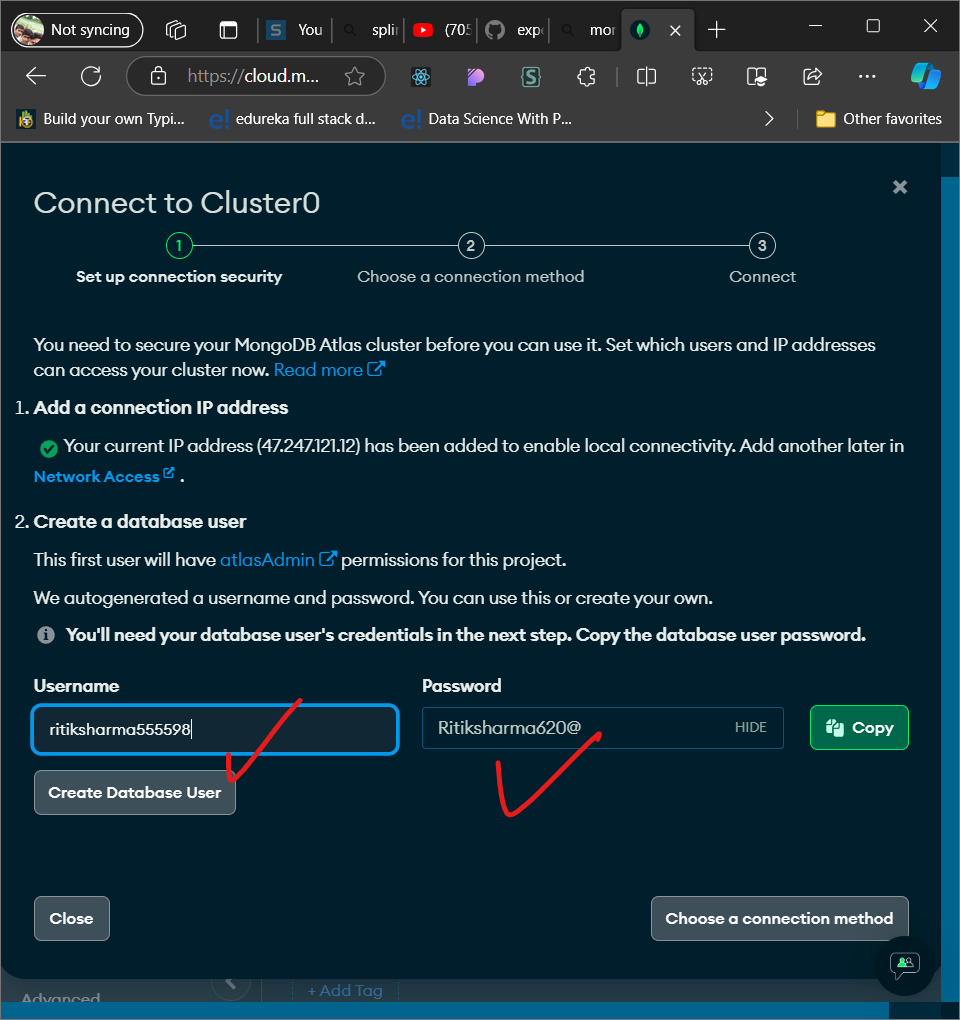 Not syncing
You
splin
(705
expe
mon
https://cloud.m...
Build your own Typi...
edureka full stack d...
Data Science With P...
Other favorites
Connect to Cluster0
1
2
3
Set up connection security
Choose a connection method
Connect
You need to secure your MongoDB Atlas cluster before you can use it. Set which users and IP addresses
can access your cluster now. Read more
1. Add a connection IP address
Your current IP address (47.247.121.12) has been added to enable local connectivity. Add another later in
Network Access .
2. Create a database user
This first user will have atlasAdmin permissions for this project.
We autogenerated a username and password. You can use this or create your own.
You'll need your database user's credentials in the next step. Copy the database user password.
Username
Password
ritiksharma555598
Ritiksharma620@
HIDE
Copy
Create Database User
Close
Choose a connection method
Advanced
+ Add Tag